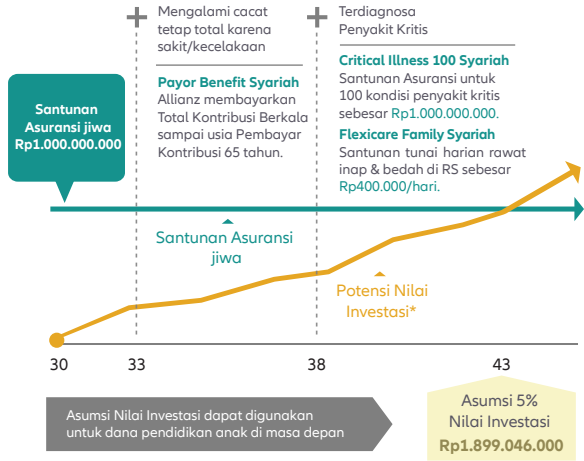 Mengalami cacat
tetap total karena
sakit/kecelakaan
Payor Benefit Syariah
Allianz membayarkan
Total Kontribusi Berkala
sampai usia Pembayar
Kontribusi 65 tahun.
Terdiagnosa
Penyakit Kritis
Critical Illness 100 Syariah
Santunan Asuransi untuk
100 kondisi penyakit kritis
sebesar Rp1.000.000.000.
Flexicare Family Syariah
Santunan tunai harian rawat
inap & bedah di RS sebesar
Rp400.000/hari.
Santunan
Asuransi jiwa
Rp1.000.000.000
Santunan Asuransi
jiwa
Potensi Nilai
Investasi*
30 33 38 43
Asumsi Nilai Investasi dapat digunakan
untuk dana pendidikan anak di masa depan
Asumsi 5%
Nilai Investasi
Rp1.899.046.000